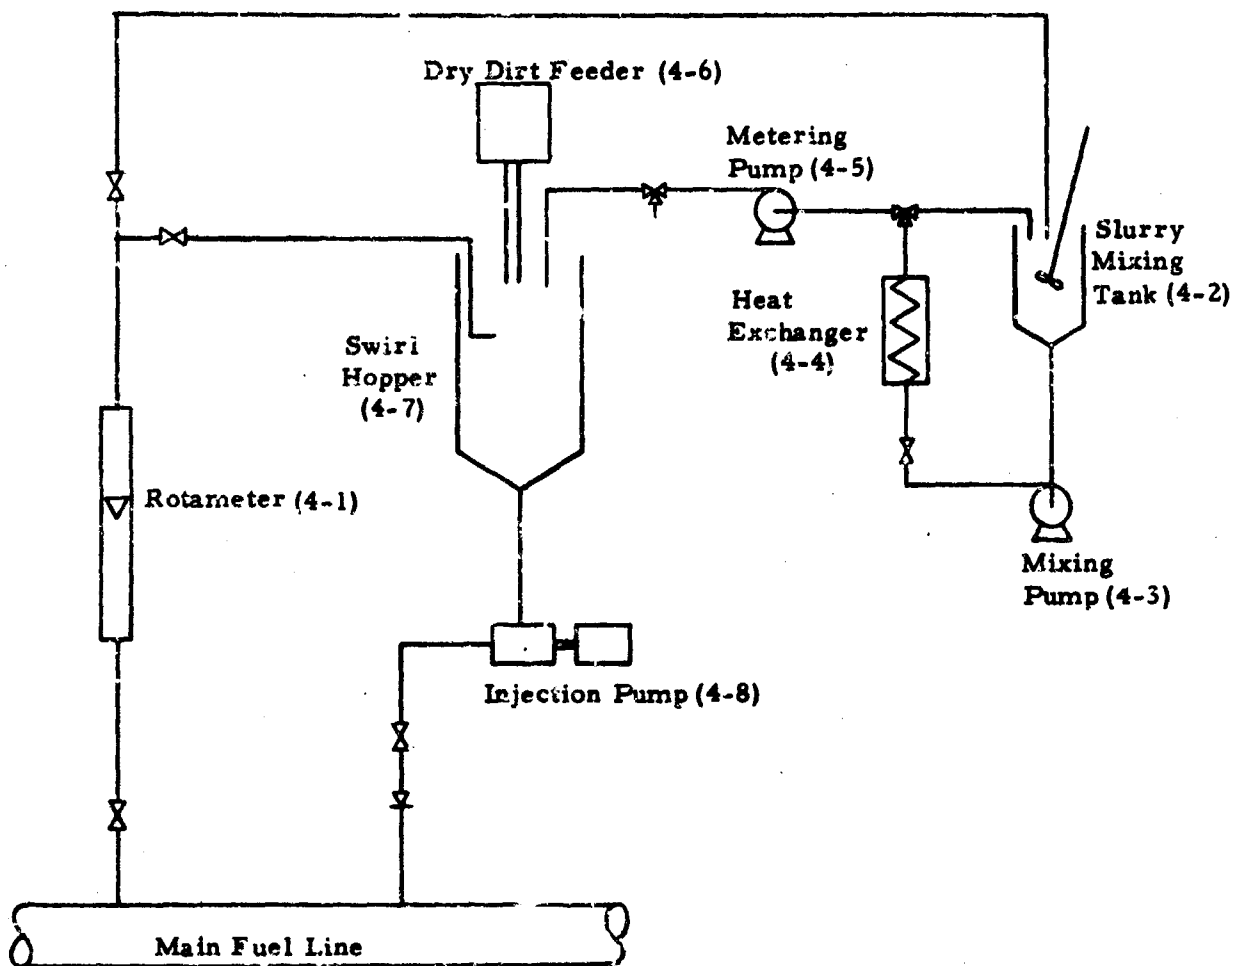 Dry Dirt Feeder (4-6)
Metering
Pump (4-5)
Slurry
Mixing
Tank (4-2)
Heat
Exchanger
(4-4)
Swirl
Hopper
(4-7)
Rotameter (4-1)
Mixing
Pump (4-3)
Injection Pump (4-8)
Main Fuel Line